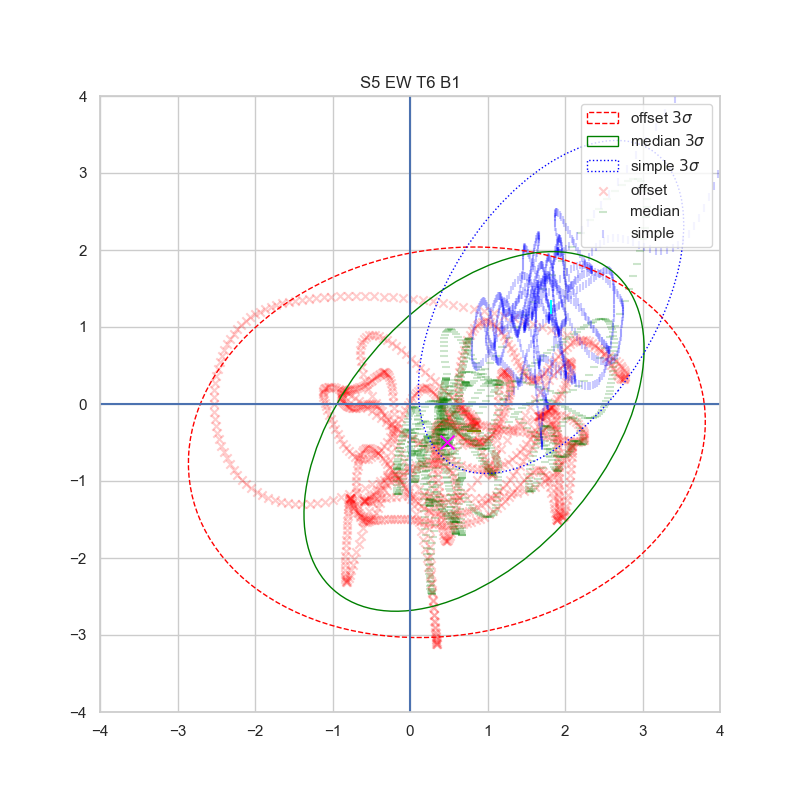 S5 EW T6 B1
offset 3σ
median 3σ
simple 3σ
offset
median
simple
4
3
2
1
0
−1
−2
−3
−4
−4 −3 −2 −1 0 1 2 3 4